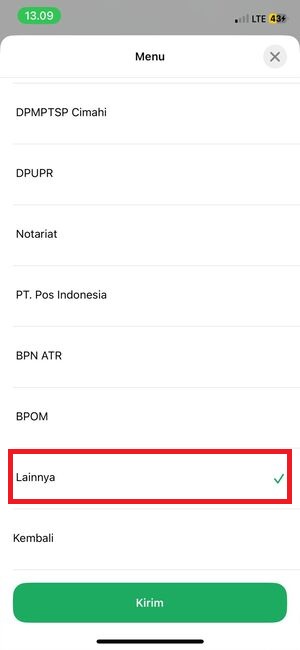 13.09
LTE 43
Menu
DPMPTSP Cimahi
DPUPR
Notariat
PT. Pos Indonesia
BPN ATR
BPOM
Lainnya
Kembali
Kirim